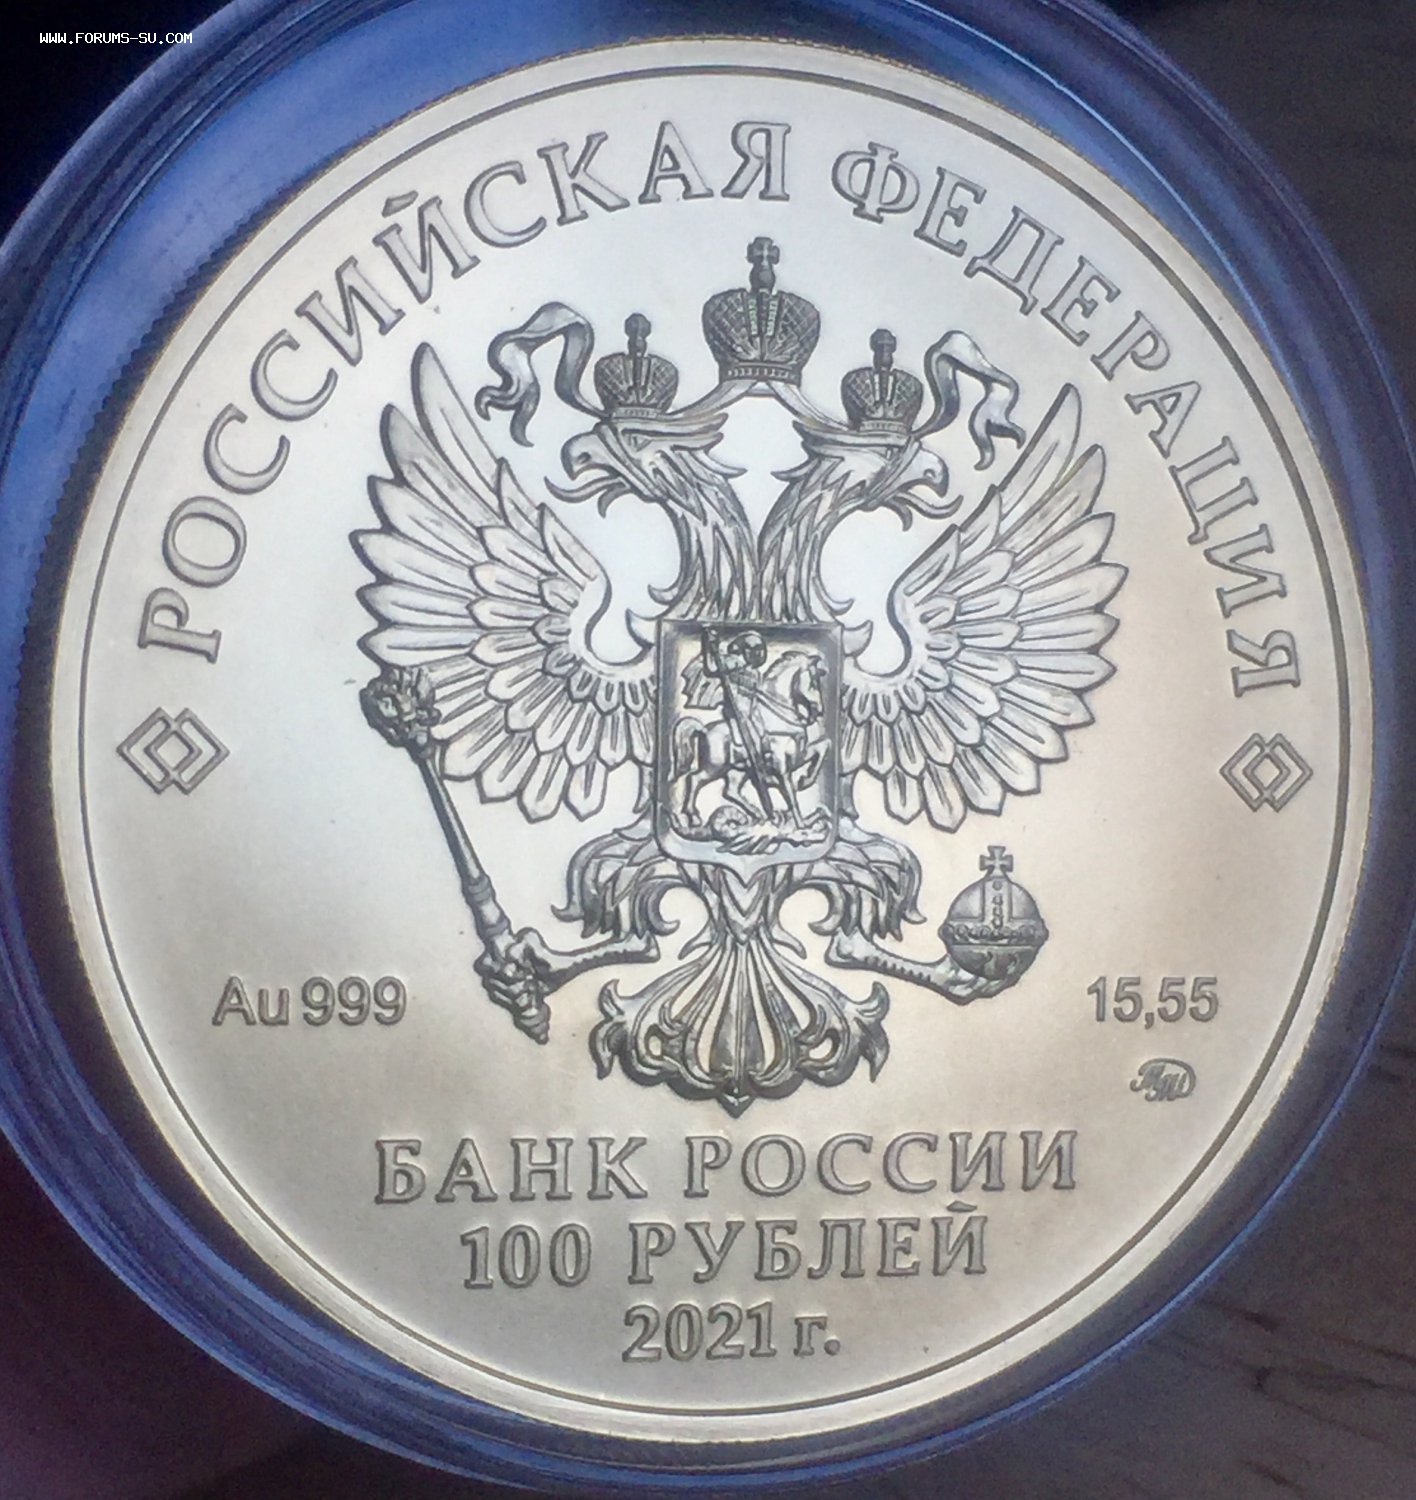 WWW.FORUMS-SU.COM
РОССИЙСКАЯ ФЕДЕРАЦИЯ
Au 999
15,55
ММД
БАНК РОССИИ
100 РУБЛЕЙ
2021 г.